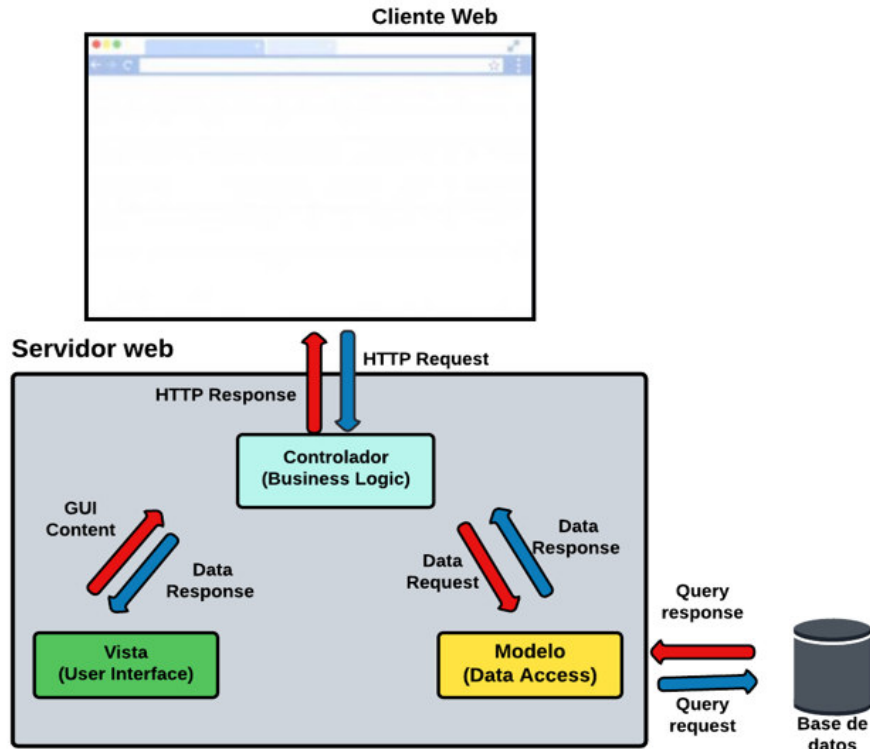 Cliente Web
Servidor web
HTTP Request
HTTP Response
Controlador
(Business Logic)
GUI
Content
Data
Response
Data
Request
Data
Response
Vista
(User Interface)
Modelo
(Data Access)
Query
response
Query
request
Base de
datos